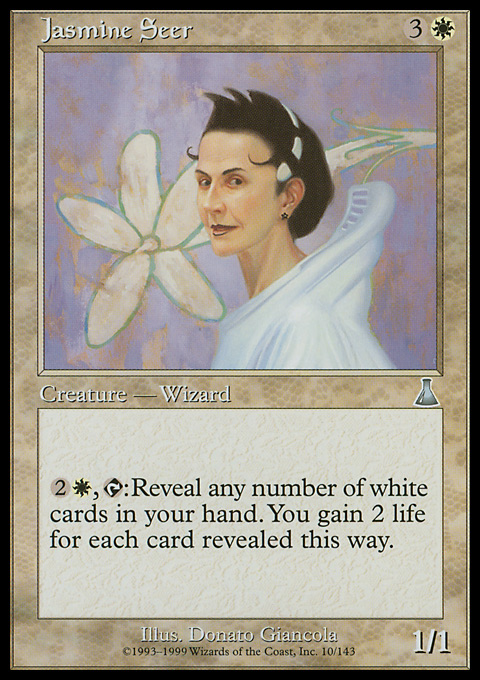 Jasmine Seer 3
Creature — Wizard
2, :Reveal any number of white
cards in your hand. You gain 2 life
for each card revealed this way.
Illus. Donato Giancola
©1993–1999 Wizards of the Coast, Inc. 10/143
1/1